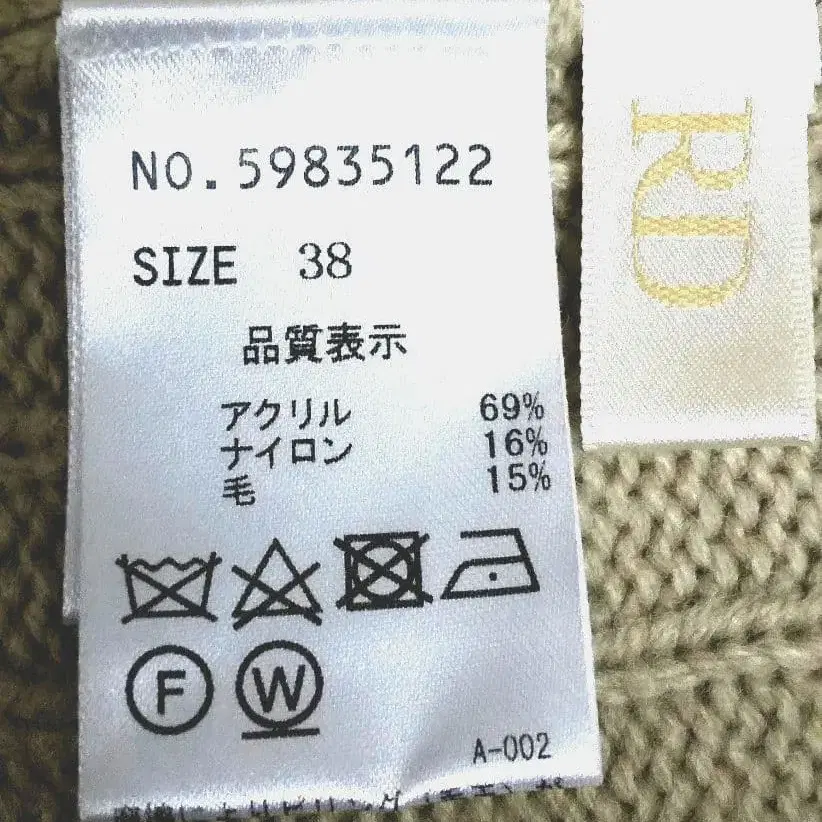 NO.59835122
SIZE 38
品質表示
アクリル 69%
ナイロン 16%
毛 15%
F W
A-002
RD